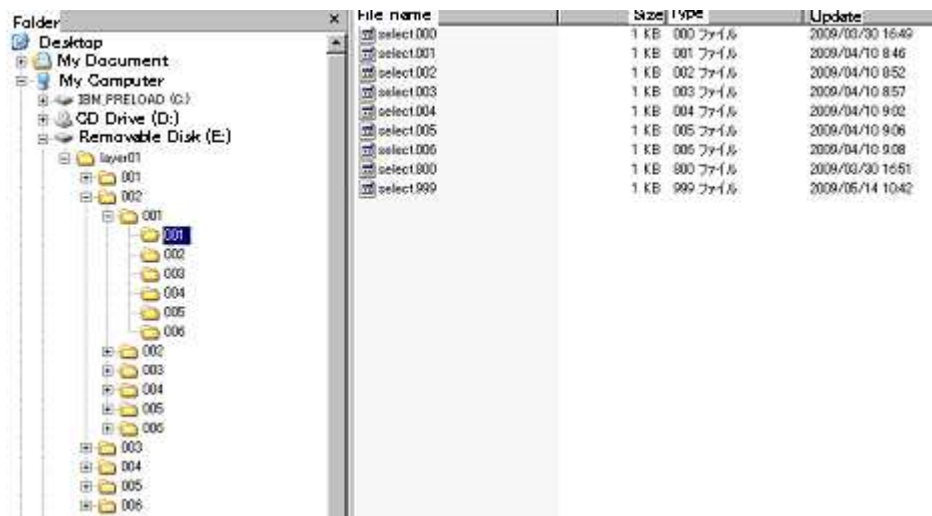 Folder ×
Desktop
My Document
My Computer
IBM_PRELOAD (C:)
CD Drive (D:)
Removable Disk (E:)
layer01
001
002
001
001
002
003
004
005
006
002
003
004
005
006
003
004
005
006
File name Size Type Update
select.000 1 KB 000 ファイル 2009/03/30 16:49
select.001 1 KB 001 ファイル 2009/04/10 8:46
select.002 1 KB 002 ファイル 2009/04/10 8:52
select.003 1 KB 003 ファイル 2009/04/10 8:57
select.004 1 KB 004 ファイル 2009/04/10 9:02
select.005 1 KB 005 ファイル 2009/04/10 9:06
select.006 1 KB 006 ファイル 2009/04/10 9:08
select.800 1 KB 800 ファイル 2009/03/30 16:51
select.999 1 KB 999 ファイル 2009/05/14 10:42